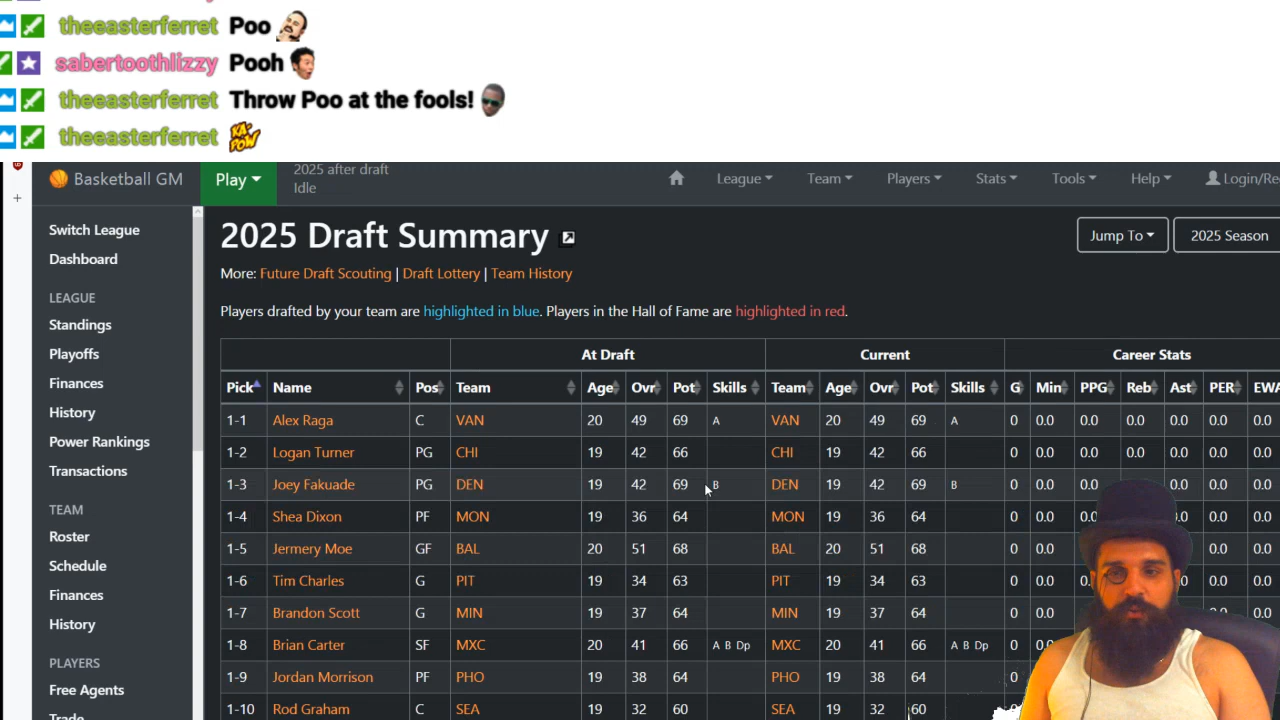 theeasterferret Poo
sabertoothlizzy Pooh
theeasterferret Throw Poo at the fools!
theeasterferret KA-POW
Basketball GM Play 2025 after draft Idle League Team Players Stats Tools Help Login/Re
Switch League
Dashboard
LEAGUE
Standings
Playoffs
Finances
History
Power Rankings
Transactions
TEAM
Roster
Schedule
Finances
History
PLAYERS
Free Agents
Trade
2025 Draft Summary Jump To 2025 Season
More: Future Draft Scouting | Draft Lottery | Team History
Players drafted by your team are highlighted in blue. Players in the Hall of Fame are highlighted in red.
At Draft Current Career Stats
Pick Name Pos Team Age Ovr Pot Skills Team Age Ovr Pot Skills G Min PPG Reb Ast PER EWA
1-1 Alex Raga C VAN 20 49 69 A VAN 20 49 69 A 0 0.0 0.0 0.0 0.0 0.0 0.0
1-2 Logan Turner PG CHI 19 42 66 CHI 19 42 66 0 0.0 0.0 0.0 0.0 0.0 0.0
1-3 Joey Fakuade PG DEN 19 42 69 B DEN 19 42 69 B 0 0.0 0.0 0.0 0.0 0.0
1-4 Shea Dixon PF MON 19 36 64 MON 19 36 64 0 0.0 0.0 0.0
1-5 Jermery Moe GF BAL 20 51 68 BAL 20 51 68 0 0.0 0.0 0.0
1-6 Tim Charles G PIT 19 34 63 PIT 19 34 63 0 0.0 0.0 0.0
1-7 Brandon Scott G MIN 19 37 64 MIN 19 37 64 0 0.0 0.0 0.0
1-8 Brian Carter SF MXC 20 41 66 A B Dp MXC 20 41 66 A B Dp 0 0.0 0.0
1-9 Jordan Morrison PF PHO 19 38 64 PHO 19 38 64 0 0.0 0.0
1-10 Rod Graham C SEA 19 32 60 SEA 19 32 60 0.0 0.0